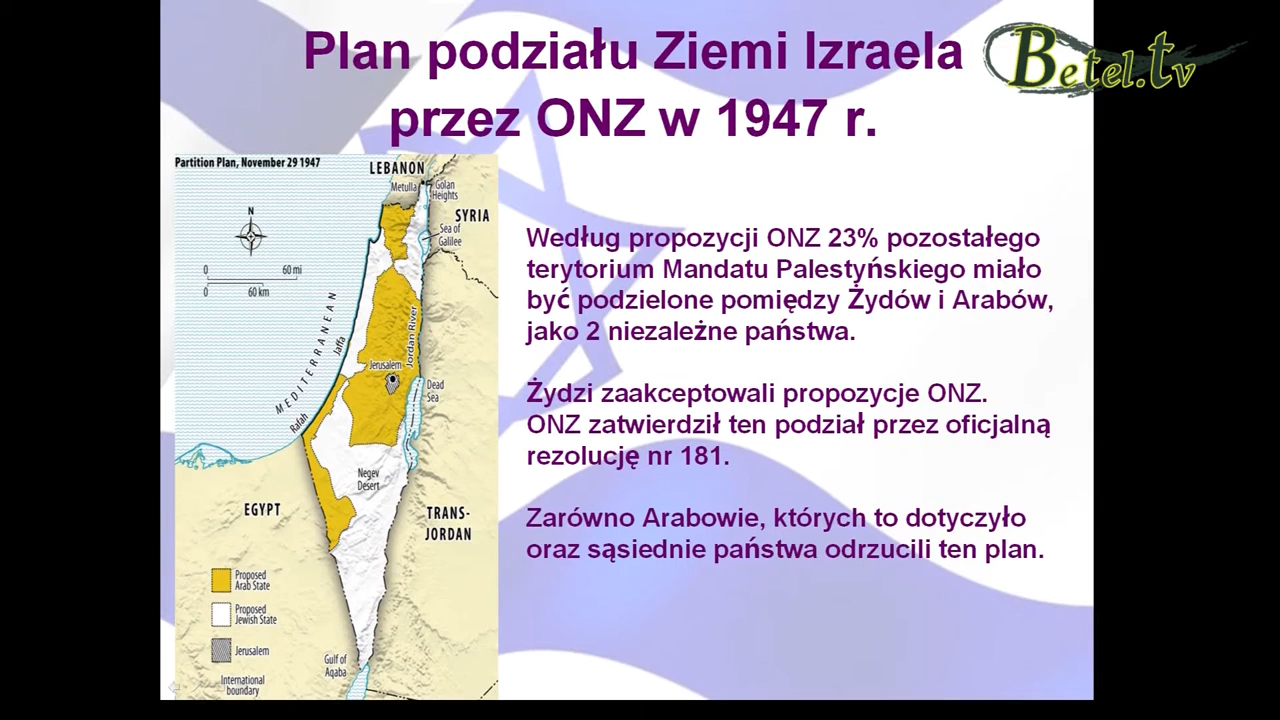 Plan podziału Ziemi Izraela
przez ONZ w 1947 r.
Betel.tv
Partition Plan, November 29 1947
LEBANON
Metulla
Golan
Heights
SYRIA
Sea of
Galilee
N
0
60 mi
0
60 km
MEDITERRANEAN
Jaffa
Jordan River
Jerusalem
Dead
Sea
Rafah
Negev
Desert
EGYPT
TRANS-
JORDAN
Proposed
Arab State
Proposed
Jewish State
Jerusalem
International
boundary
Gulf of
Aqaba
Według propozycji ONZ 23% pozostałego
terytorium Mandatu Palestyńskiego miało
być podzielone pomiędzy Żydów i Arabów,
jako 2 niezależne państwa.
Żydzi zaakceptowali propozycje ONZ.
ONZ zatwierdził ten podział przez oficjalną
rezolucję nr 181.
Zarówno Arabowie, których to dotyczyło
oraz sąsiednie państwa odrzucili ten plan.